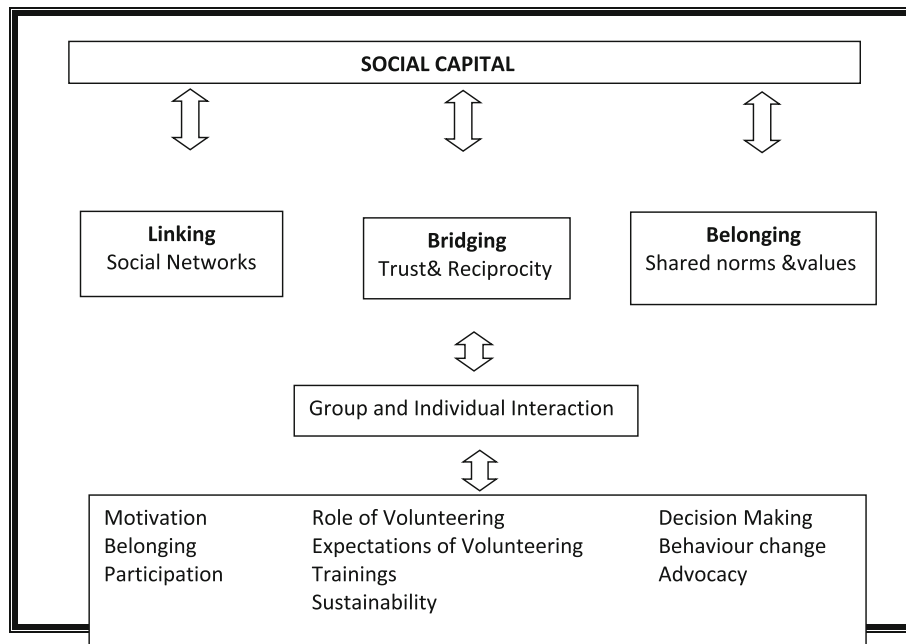 SOCIAL CAPITAL
Linking
Social Networks
Bridging
Trust& Reciprocity
Belonging
Shared norms &values
Group and Individual Interaction
Motivation
Belonging
Participation
Role of Volunteering
Expectations of Volunteering
Trainings
Sustainability
Decision Making
Behaviour change
Advocacy